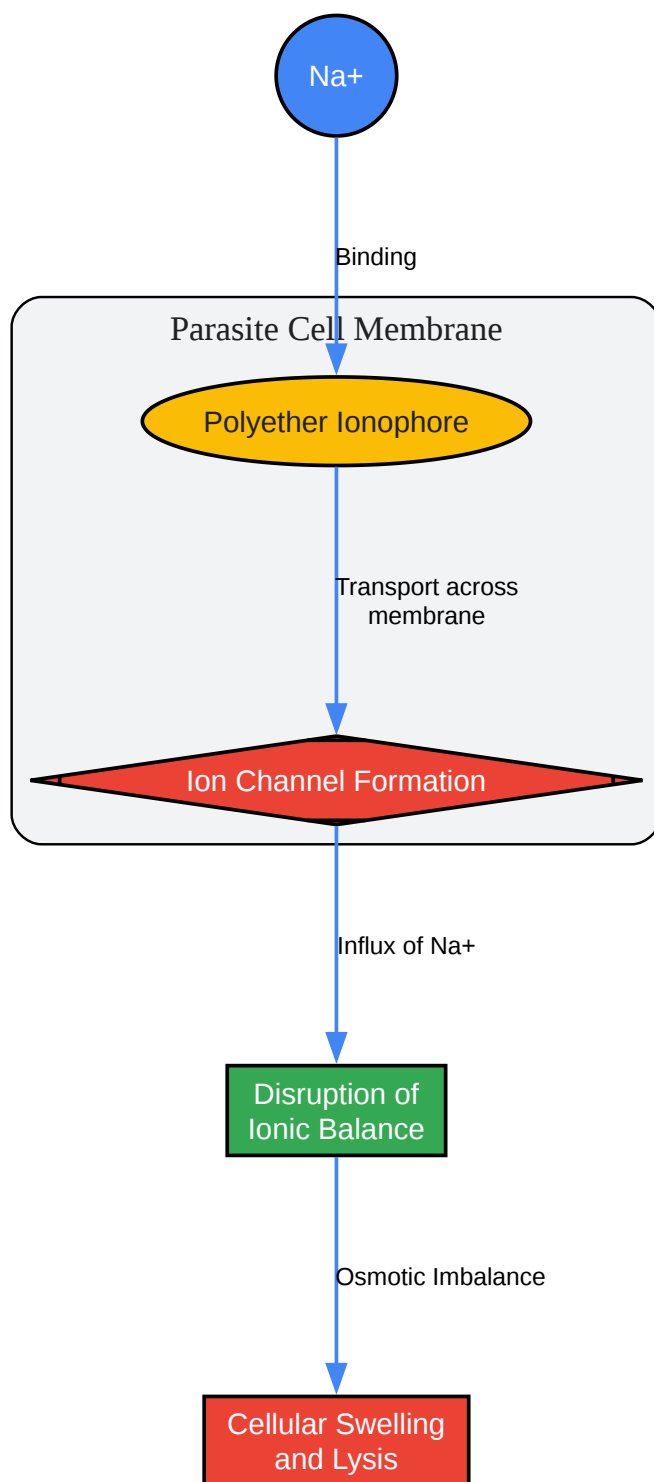 Na+
Binding
Parasite Cell Membrane
Polyether Ionophore
Transport across
membrane
Ion Channel Formation
Influx of Na+
Disruption of
Ionic Balance
Osmotic Imbalance
Cellular Swelling
and Lysis